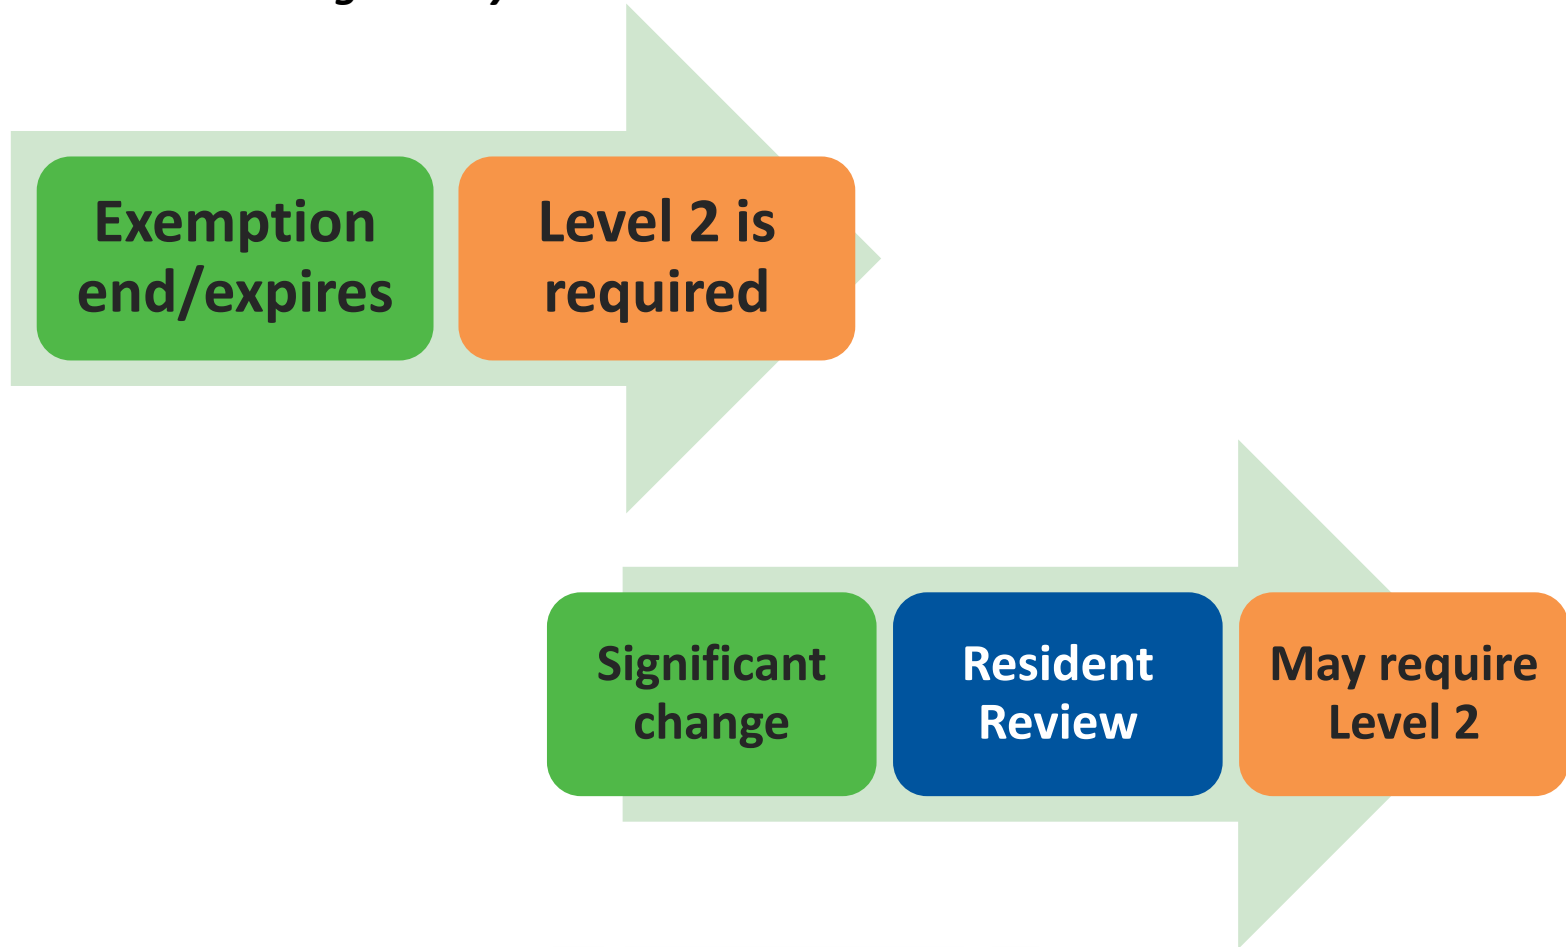 Exemption
end/expires
Level 2 is
required
Significant
change
Resident
Review
May require
Level 2